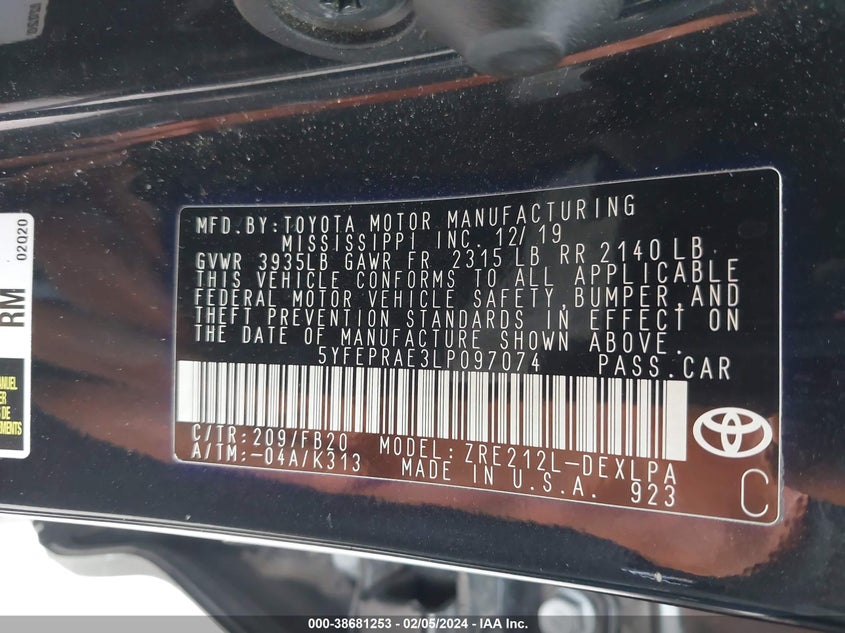 MFD.BY:TOYOTA MOTOR MANUFACTURING
MISSISSIPPI INC. 12/19
GVWR 3935LB GAWR FR 2315 LB RR 2140LB
THIS VEHICLE CONFORMS TO ALL APPLICABLE
FEDERAL MOTOR VEHICLE SAFETY,BUMPER,AND
THEFT PREVENTION STANDARDS IN EFFECT ON
THE DATE OF MANUFACTURE SHOWN ABOVE.
5YFEPRAE3LP097074 PASS.CAR
C/TR:209/FB20 MODEL:ZRE212L-DEXLPA
A/TM:-04A/K313 MADE IN U.S.A. 923
C
RM 02020
DE
000-38681253 - 02/05/2024 - IAA Inc.